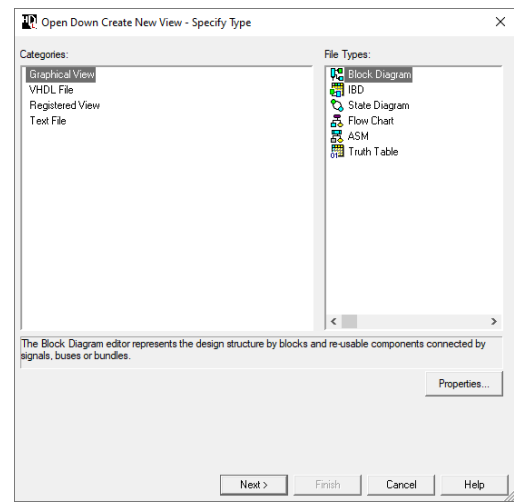 Open Down Create New View - Specify Type
Categories:
Graphical View
VHDL File
Registered View
Text File
File Types:
Block Diagram
IBD
State Diagram
Flow Chart
ASM
Truth Table
The Block Diagram editor represents the design structure by blocks and re-usable components connected by
signals, buses or bundles.
Properties...
Next >
Finish
Cancel
Help